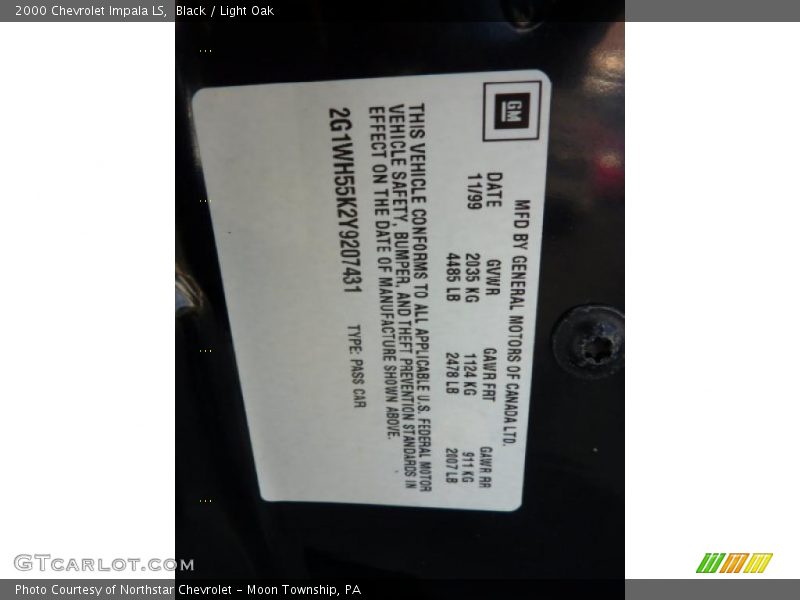 2000 Chevrolet Impala LS, Black / Light Oak
GM
MFD BY GENERAL MOTORS OF CANADA LTD.
DATE GVWR GAWR FRT GAWR RR
11/99 2035 KG 1124 KG 911 KG
4485 LB 2478 LB 2007 LB
THIS VEHICLE CONFORMS TO ALL APPLICABLE U.S. FEDERAL MOTOR
VEHICLE SAFETY, BUMPER, AND THEFT PREVENTION STANDARDS IN
EFFECT ON THE DATE OF MANUFACTURE SHOWN ABOVE.
2G1WH55K2Y9207431 TYPE: PASS CAR
GTCARLOT.COM
Photo Courtesy of Northstar Chevrolet - Moon Township, PA